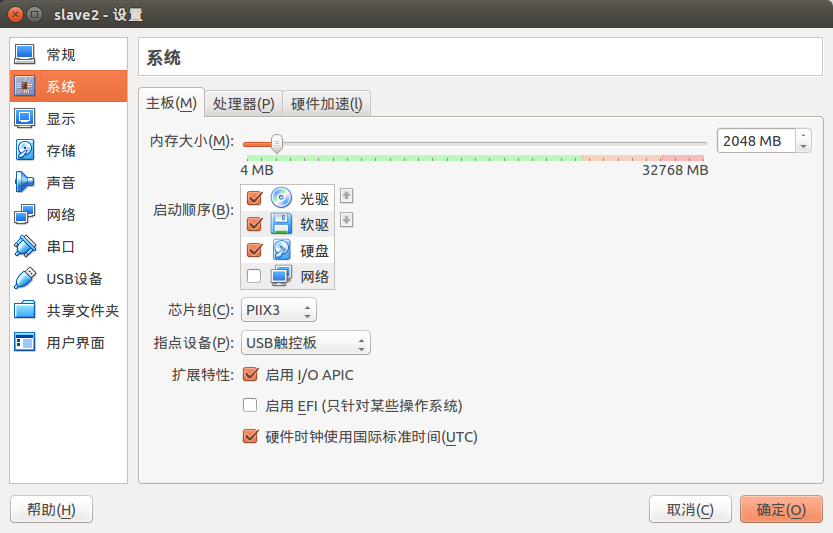 slave2 - 设置
常规
系统
显示
存储
声音
网络
串口
USB设备
共享文件夹
用户界面
系统
主板(M) 处理器(P) 硬件加速(l)
内存大小(M): 2048 MB
4 MB 32768 MB
启动顺序(B): 光驱
软驱
硬盘
网络
芯片组(C): PIIX3
指点设备(P): USB触控板
扩展特性: 启用 I/O APIC
启用 EFI (只针对某些操作系统)
硬件时钟使用国际标准时间(UTC)
帮助(H) 取消(C) 确定(O)